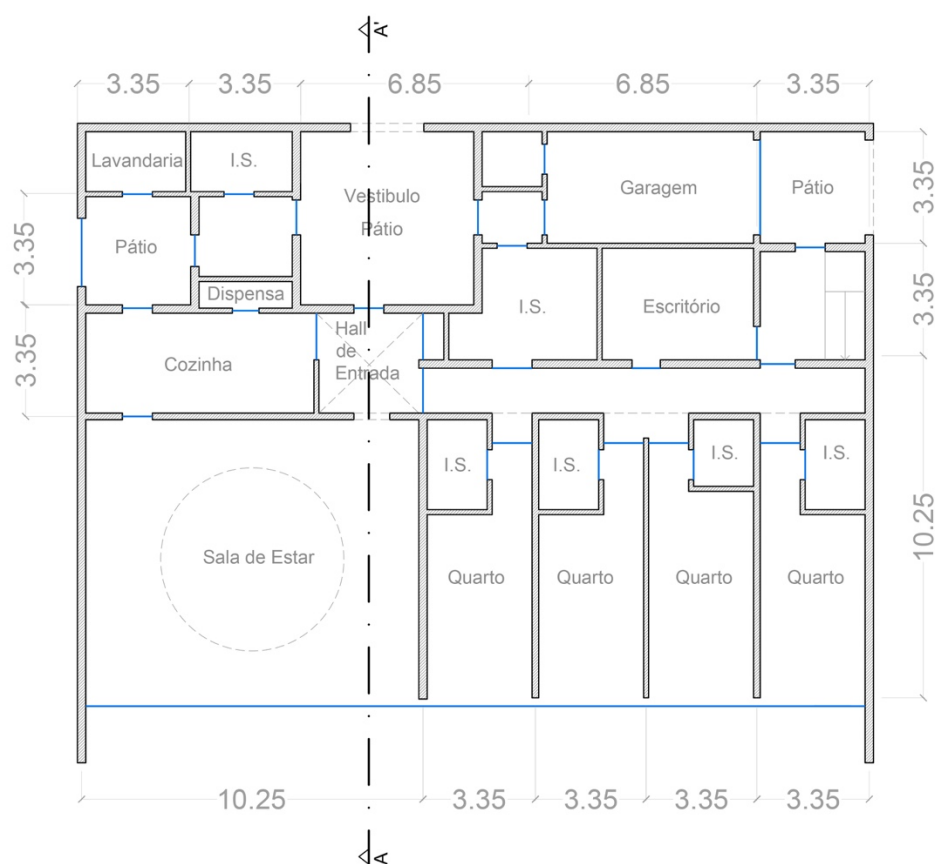 A'
3.35
3.35
6.85
6.85
3.35
Lavandaria
I.S.
Vestibulo
Pátio
Garagem
Pátio
3.35
Pátio
3.35
Dispensa
I.S.
Escritório
3.35
Hall
de
Entrada
Cozinha
3.35
I.S.
I.S.
I.S.
I.S.
10.25
Sala de Estar
Quarto
Quarto
Quarto
Quarto
10.25
3.35
3.35
3.35
3.35
A